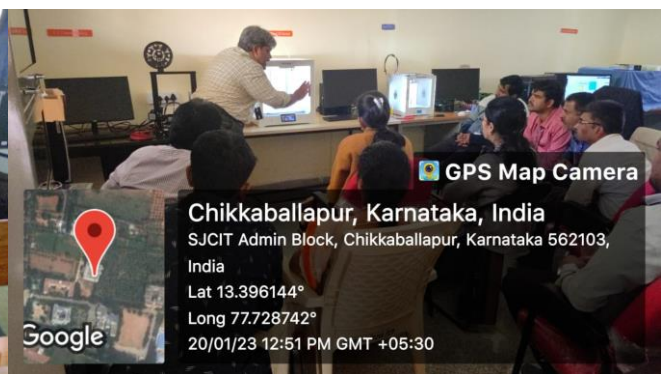 GPS Map Camera
Chikkaballapur, Karnataka, India
SJCIT Admin Block, Chikkaballapur, Karnataka 562103,
India
Lat 13.396144°
Long 77.728742°
20/01/23 12:51 PM GMT +05:30
Google